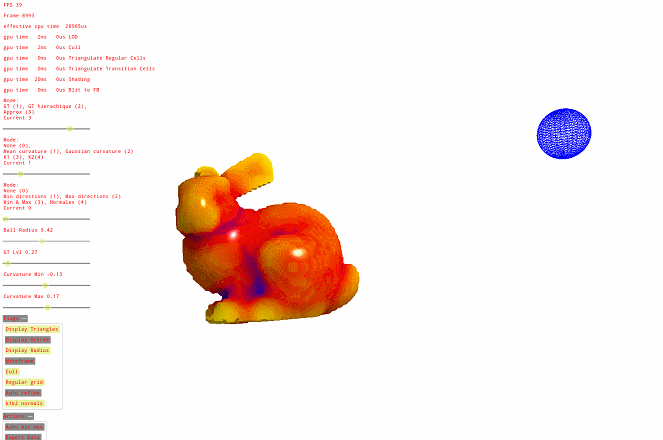 FPS 39
Frame 8993
effective cpu time  28965us
gpu time   2ms   0us LOD
gpu time   2ms   0us Cull
gpu time   0ms   0us Triangulate Regular Cells
gpu time   0ms   0us Triangulate Transition Cells
gpu time  20ms   0us Shading
gpu time   0ms   0us Blit to FB
Mode:
GT (1), GT hierachique (2),
Approx (3)
Current 3
Mode:
None (0),
Mean curvature (1), Gaussian curvature (2)
K1 (3), K2(4)
Current 1
Mode:
None (0)
Min directions (1), Max directions (2)
Min & Max (3), Normales (4)
Current 0
Ball Radius 9.42
GT Lvl 0.27
Curvature Min -0.13
Curvature Max 0.17
Display Triangles
Display Octree
Display Radius
Wireframe
Cull
Regular grid
Auto refine
k1k2 normals
Actions
Auto min max
Export data